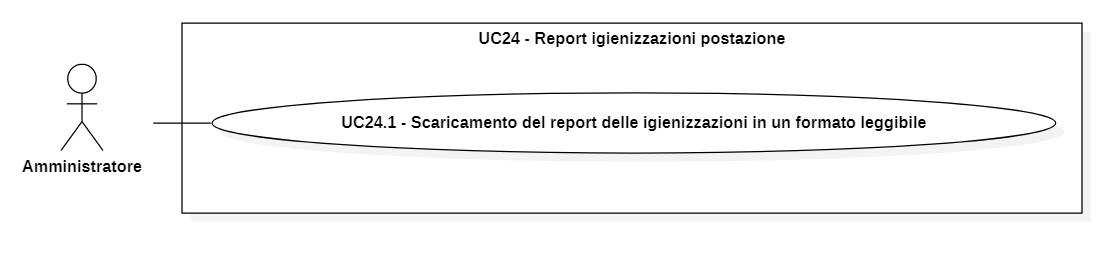 UC24 - Report igienizzazioni postazione
UC24.1 - Scaricamento del report delle igienizzazioni in un formato leggibile
Amministratore